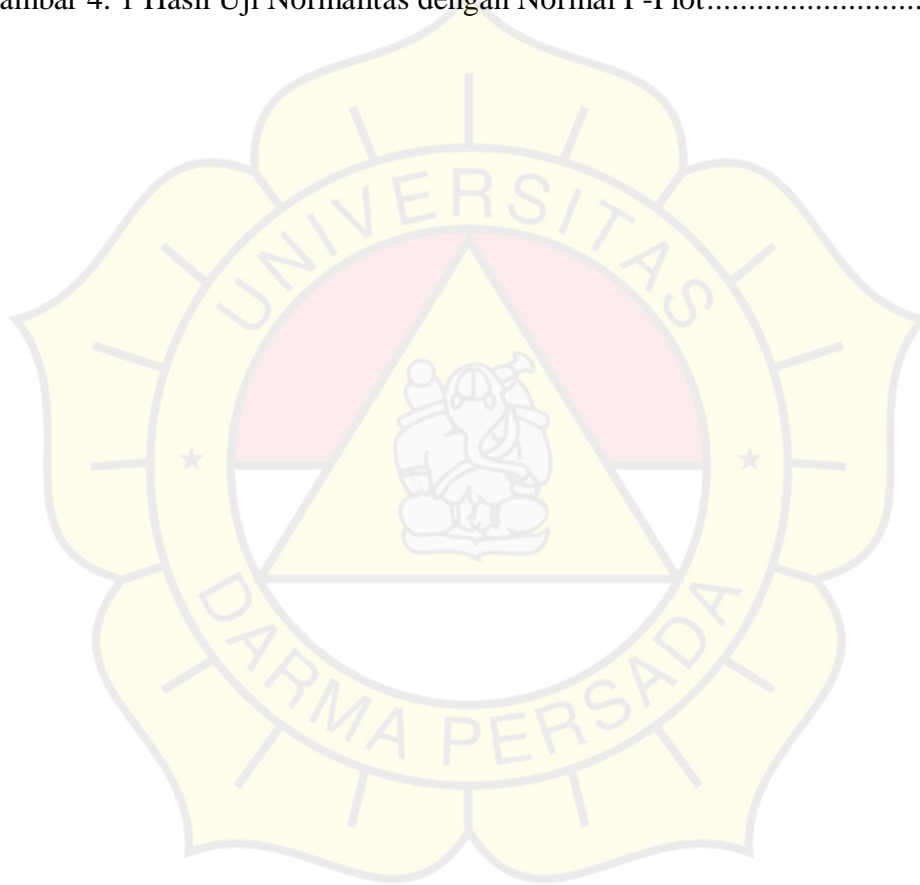 ambar 4. 1 Hasil Uji Normalitas dengan Normal P-Plot...........................
UNIVERSITAS
DARMA PERSADA